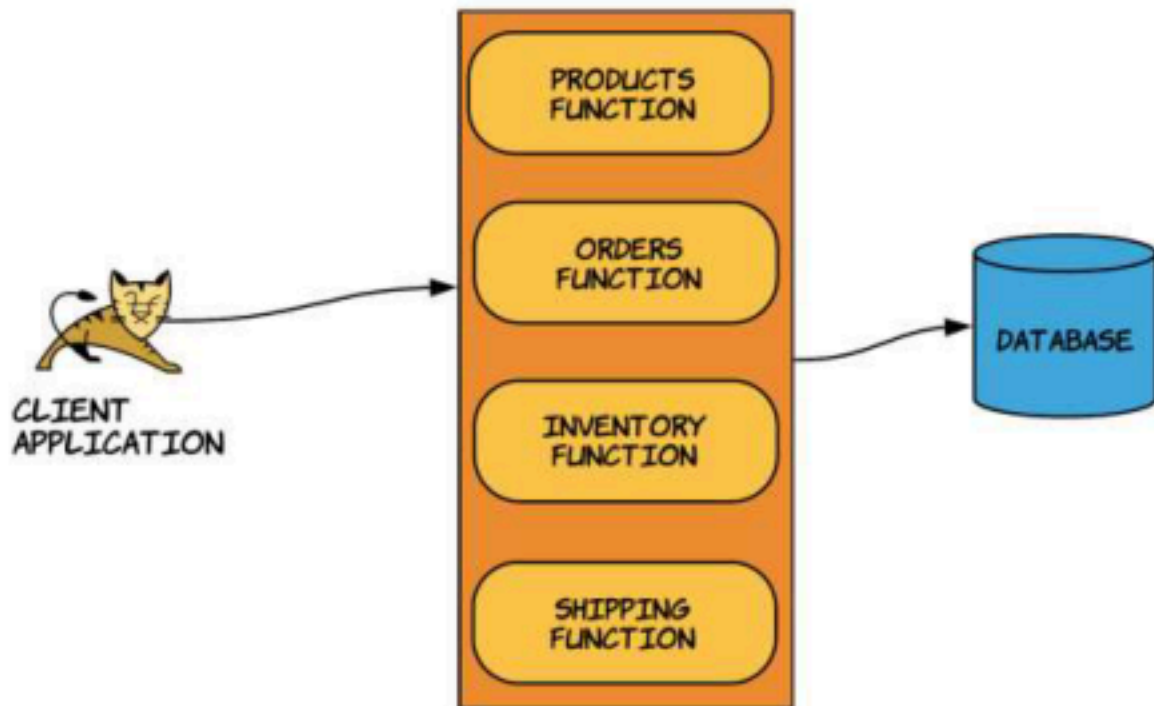 PRODUCTS
FUNCTION
ORDERS
FUNCTION
CLIENT
APPLICATION
DATABASE
INVENTORY
FUNCTION
SHIPPING
FUNCTION